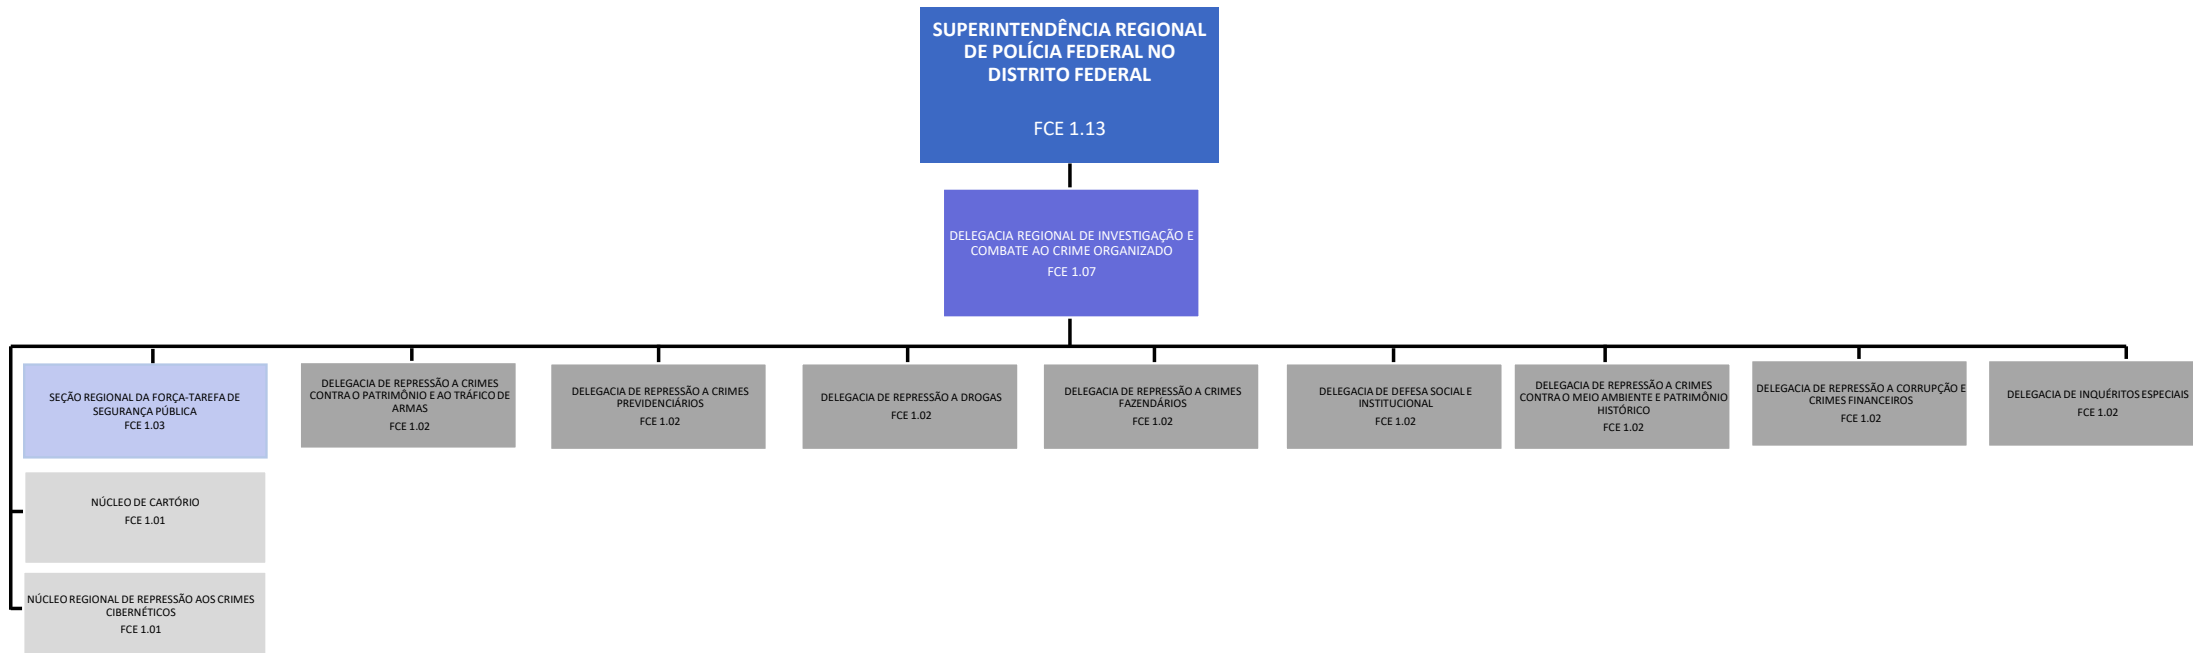 SUPERINTENDÊNCIA REGIONAL
DE POLÍCIA FEDERAL NO
DISTRITO FEDERAL
FCE 1.13
DELEGACIA REGIONAL DE INVESTIGAÇÃO E
COMBATE AO CRIME ORGANIZADO
FCE 1.07
SEÇÃO REGIONAL DA FORÇA-TAREFA DE
SEGURANÇA PÚBLICA
FCE 1.03
DELEGACIA DE REPRESSÃO A CRIMES
CONTRA O PATRIMÔNIO E AO TRÁFICO DE
ARMAS
FCE 1.02
DELEGACIA DE REPRESSÃO A CRIMES
PREVIDENCIÁRIOS
FCE 1.02
DELEGACIA DE REPRESSÃO A DROGAS
FCE 1.02
DELEGACIA DE REPRESSÃO A CRIMES
FAZENDÁRIOS
FCE 1.02
DELEGACIA DE DEFESA SOCIAL E
INSTITUCIONAL
FCE 1.02
DELEGACIA DE REPRESSÃO A CRIMES
CONTRA O MEIO AMBIENTE E PATRIMÔNIO
HISTÓRICO
FCE 1.02
DELEGACIA DE REPRESSÃO A CORRUPÇÃO E
CRIMES FINANCEIROS
FCE 1.02
DELEGACIA DE INQUÉRITOS ESPECIAIS
FCE 1.02
NÚCLEO DE CARTÓRIO
FCE 1.01
NÚCLEO REGIONAL DE REPRESSÃO AOS CRIMES
CIBERNÉTICOS
FCE 1.01